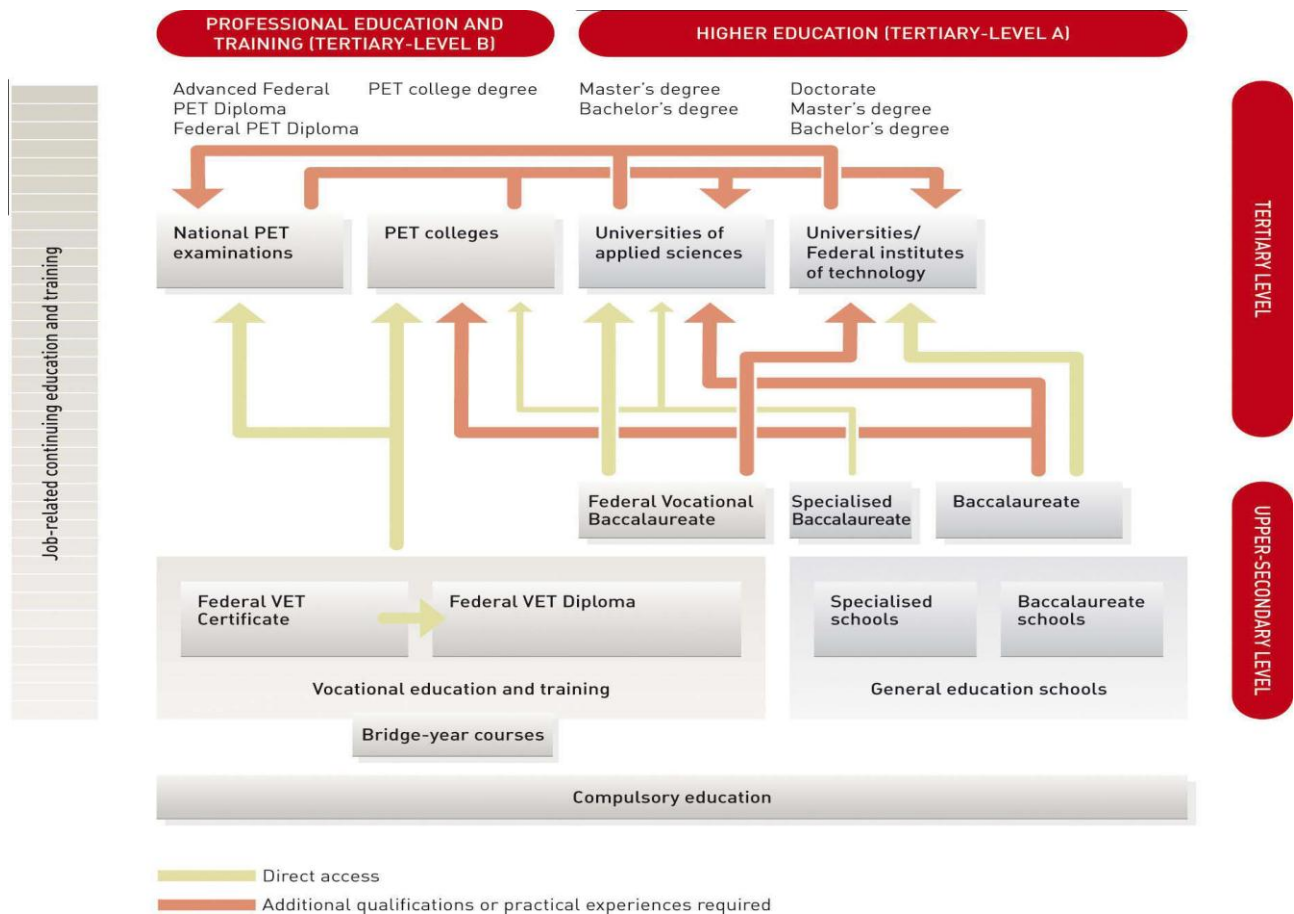 PROFESSIONAL EDUCATION AND
TRAINING (TERTIARY-LEVEL B)
HIGHER EDUCATION (TERTIARY-LEVEL A)
Advanced Federal
PET Diploma
Federal PET Diploma
PET college degree
Master's degree
Bachelor's degree
Doctorate
Master's degree
Bachelor's degree
National PET
examinations
PET colleges
Universities of
applied sciences
Universities/
Federal institutes
of technology
TERTIARY LEVEL
Job-related continuing education and training
Federal Vocational
Baccalaureate
Specialised
Baccalaureate
Baccalaureate
UPPER-SECONDARY LEVEL
Federal VET
Certificate
Federal VET Diploma
Specialised
schools
Baccalaureate
schools
Vocational education and training
General education schools
Bridge-year courses
Compulsory education
Direct access
Additional qualifications or practical experiences required